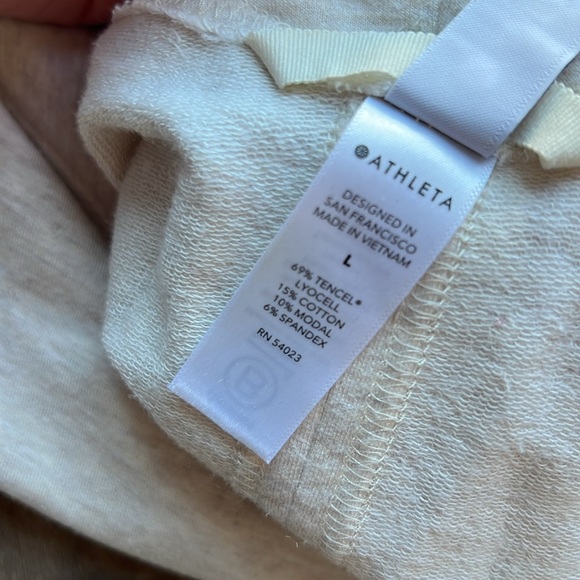 ATHLETA
DESIGNED IN
SAN FRANCISCO
MADE IN VIETNAM
L
69% TENCEL®
LYOCELL
15% COTTON
10% MODAL
6% SPANDEX
RN 54023
B